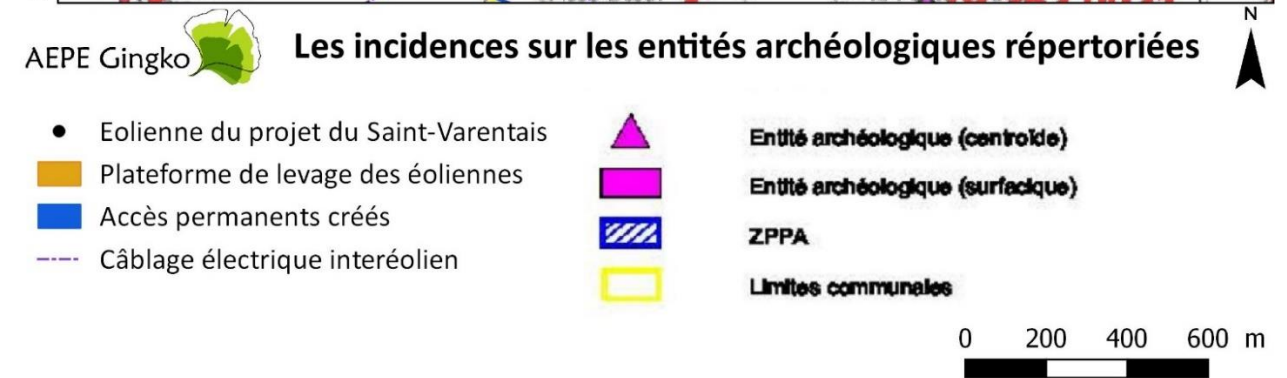 N
AEPE Gingko
Les incidences sur les entités archéologiques répertoriées
Eolienne du projet du Saint-Varentais
Plateforme de levage des éoliennes
Accès permanents créés
Câblage électrique interéolien
Entité archéologique (centroïde)
Entité archéologique (surfacique)
ZPPA
Limites communales
0 200 400 600 m